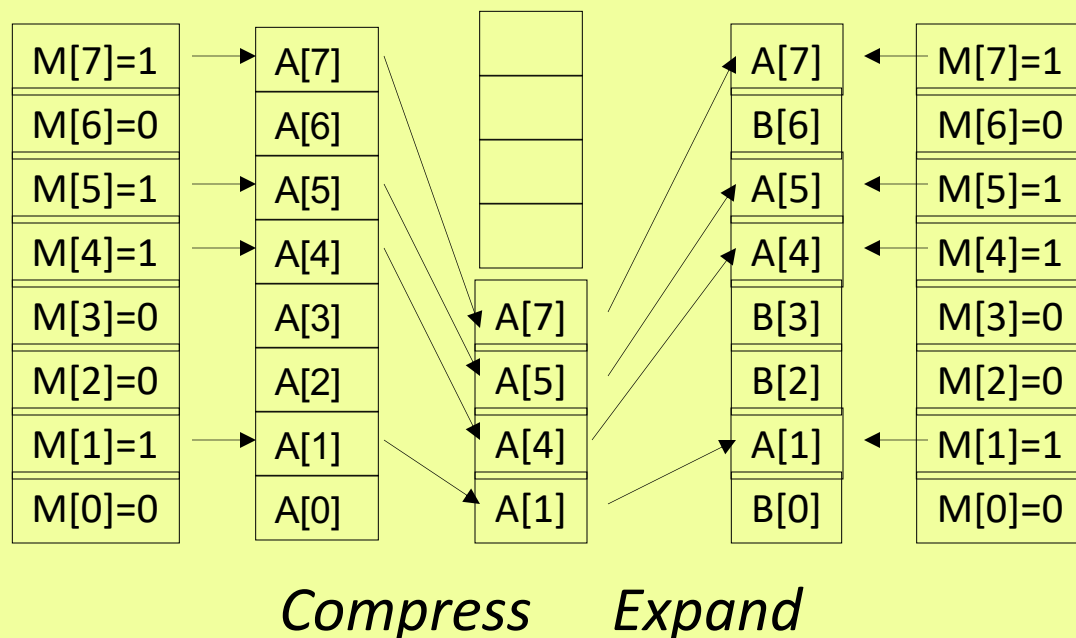 M[7]=1 A[7] A[7] M[7]=1
M[6]=0 A[6] B[6] M[6]=0
M[5]=1 A[5] A[5] M[5]=1
M[4]=1 A[4] A[4] M[4]=1
M[3]=0 A[3] A[7] B[3] M[3]=0
M[2]=0 A[2] A[5] B[2] M[2]=0
M[1]=1 A[1] A[4] A[1] M[1]=1
M[0]=0 A[0] A[1] B[0] M[0]=0
Compress Expand